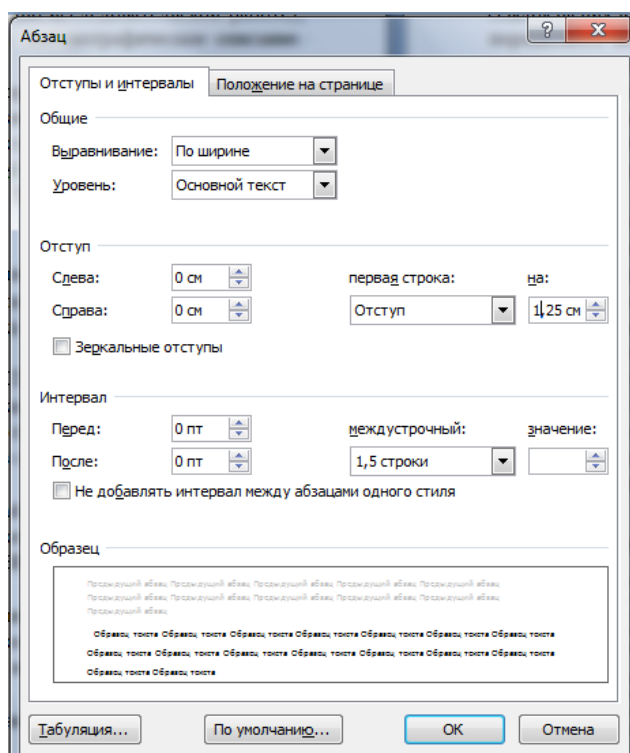 Абзац
Отступы и интервалы Положение на странице
Общие
Выравнивание: По ширине
Уровень: Основной текст
Отступ
Слева: 0 см первая строка: на:
Справа: 0 см Отступ 1,25 см
Зеркальные отступы
Интервал
Перед: 0 пт междустрочный: значение:
После: 0 пт 1,5 строки
Не добавлять интервал между абзацами одного стиля
Образец
Предыдущий абзац Предыдущий абзац Предыдущий абзац Предыдущий абзац Предыдущий абзац
Предыдущий абзац Предыдущий абзац Предыдущий абзац Предыдущий абзац Предыдущий абзац
Предыдущий абзац
Образец текста Образец текста Образец текста Образец текста Образец текста Образец текста Образец текста
Образец текста Образец текста Образец текста Образец текста Образец текста Образец текста Образец текста
Образец текста Образец текста
Табуляция... По умолчанию... ОК Отмена